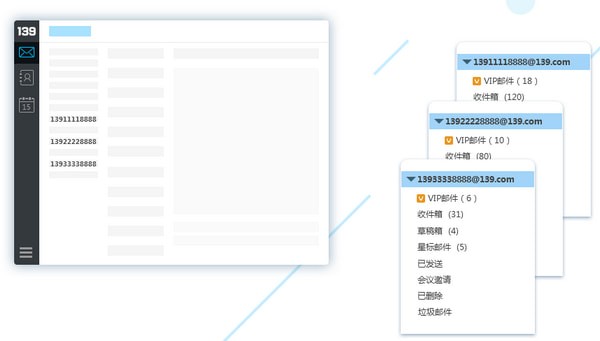 139
15
13911118888
13922228888
13933338888
13911118888@139.com
VIP邮件 ( 18 )
收件箱 (120)
13922228888@139.com
VIP邮件 ( 10 )
收件箱 (80)
13933338888@139.com
VIP邮件 ( 6 )
收件箱 (31)
草稿箱 (4)
星标邮件 (5)
已发送
会议邀请
已删除
垃圾邮件